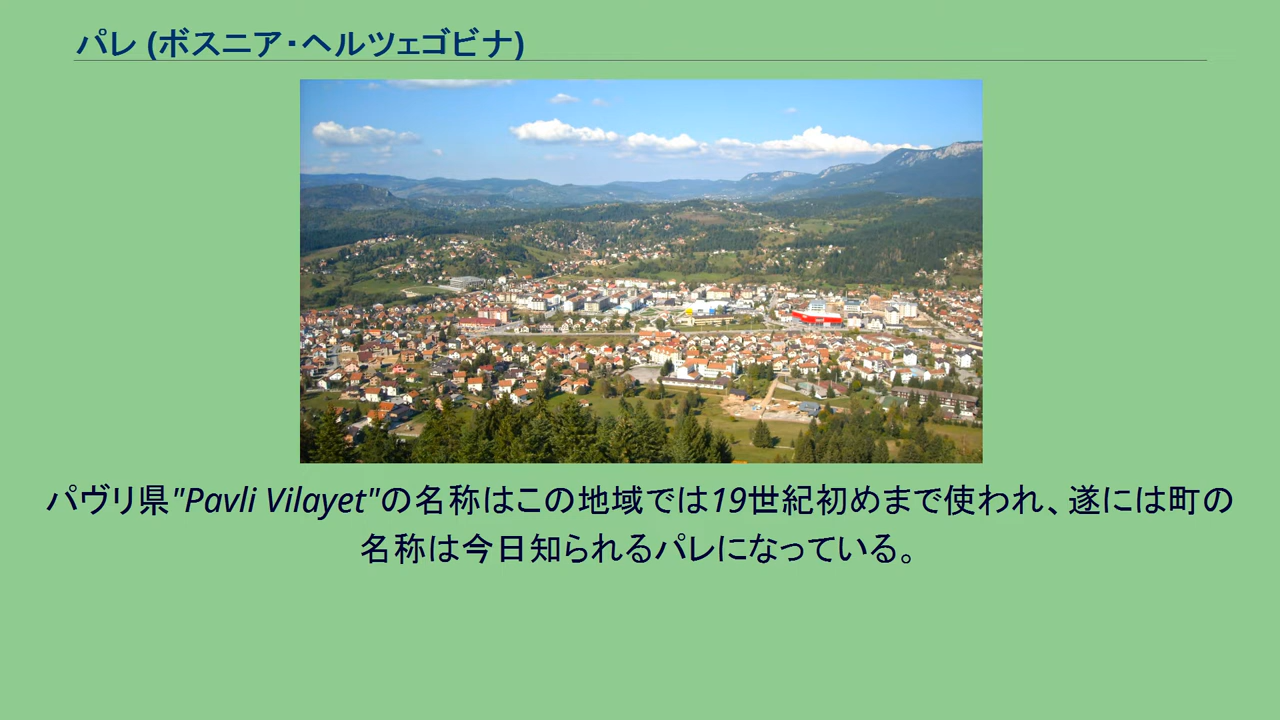 パレ (ボスニア・ヘルツェゴビナ)
パヴリ県"Pavli Vilayet"の名称はこの地域では19世紀初めまで使われ、遂には町の
名称は今日知られるパレになっている。